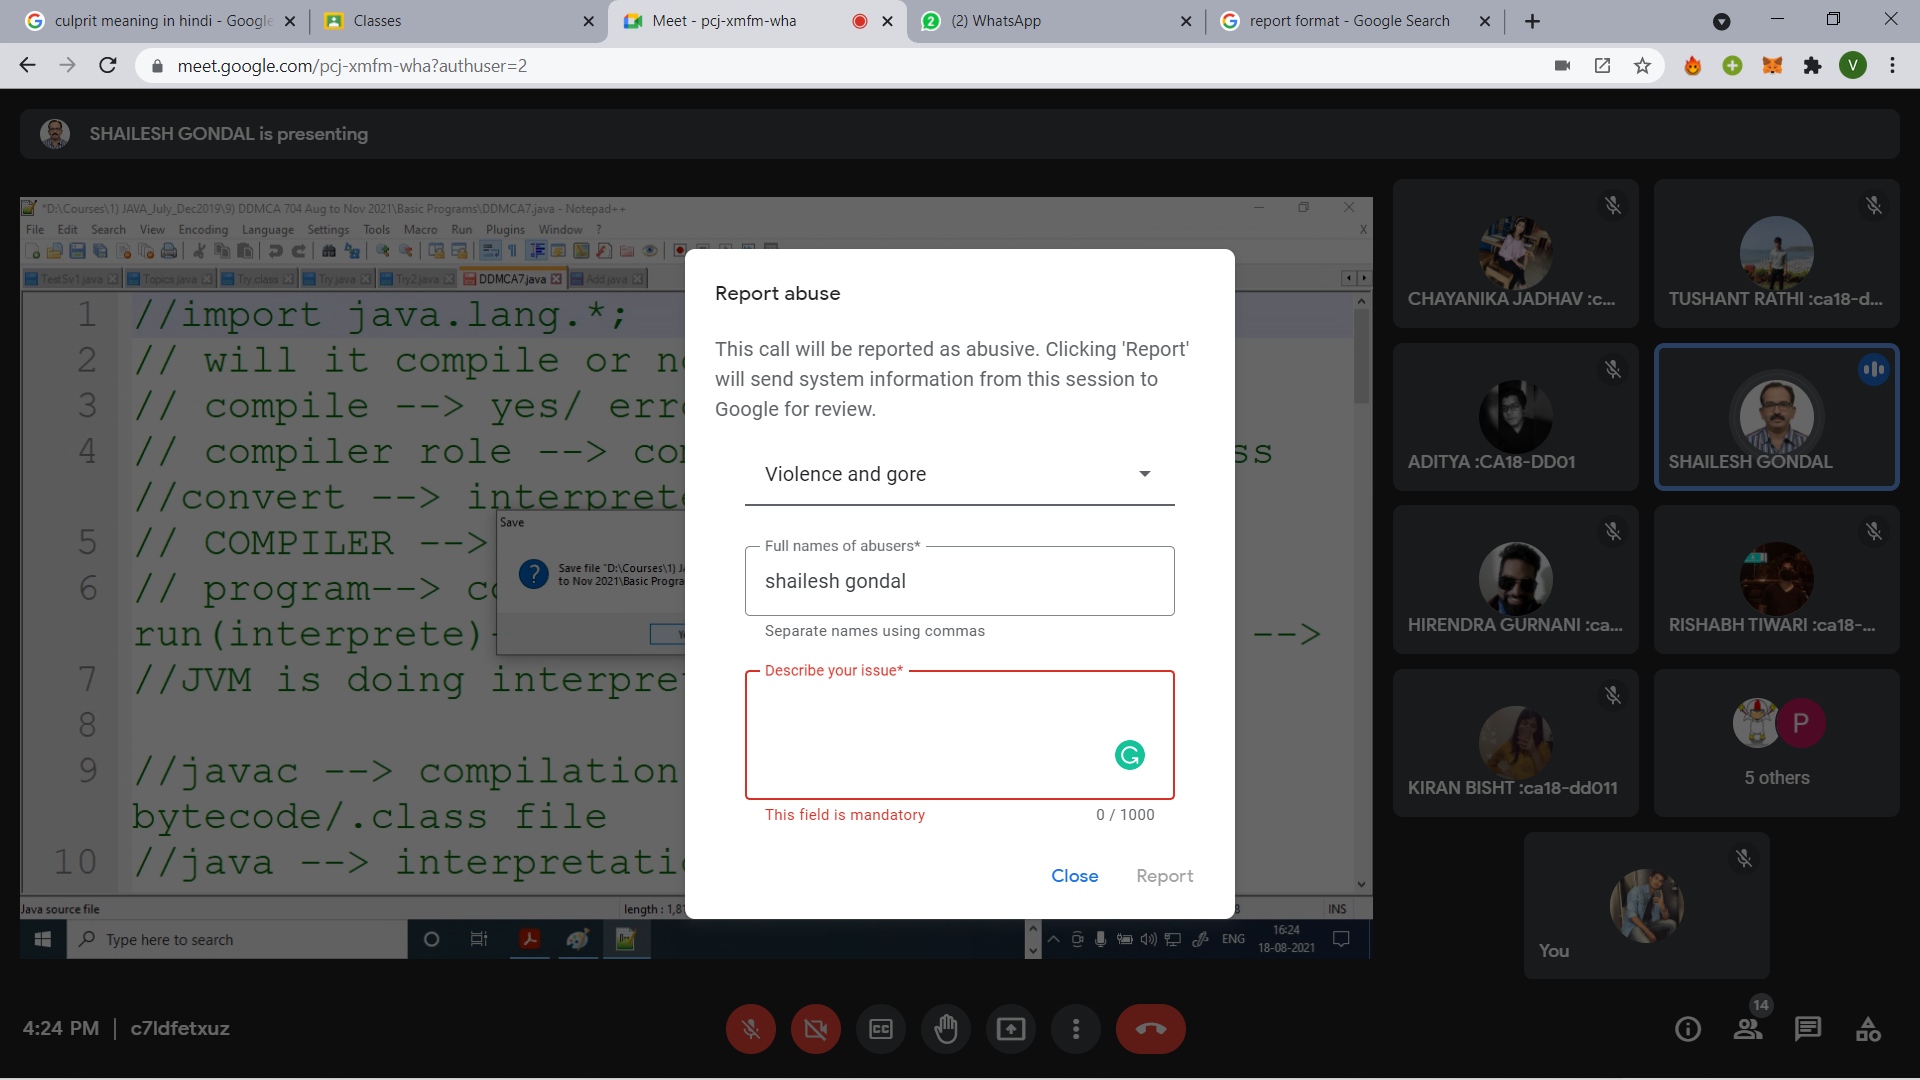 culprit meaning in hindi - Google
Classes
Meet - pcj-xmfm-wha
(2) WhatsApp
report format - Google Search
meet.google.com/pcj-xmfm-wha?authuser=2
V
SHAILESH GONDAL is presenting
*D:\Courses\1) JAVA_July_Dec2019\9) DDMCA 704 Aug to Nov 2021\Basic Programs\DDMCA7.java - Notepad++
File Edit Search View Encoding Language Settings Tools Macro Run Plugins Window ?
X
TestSv1.java Topics.java Try.class Try.java Try2.java DDMCA7.java Add.java
1 //import java.lang.*;
2 // will it compile or no
3 // compile --> yes/ erro
4 // compiler role --> con ss
//convert --> interprete
5 // COMPILER -->
6 // program--> co
run(interprete)- -->
7 //JVM is doing interpret
8
9 //javac --> compilation
bytecode/.class file
10 //java --> interpretatio
Save
Save file "D:\Courses\1) JA
to Nov 2021\Basic Progra
Java source file
length : 1,81
INS
Type here to search
ENG
16:24
18-08-2021
Report abuse
This call will be reported as abusive. Clicking 'Report'
will send system information from this session to
Google for review.
Violence and gore
Full names of abusers*
shailesh gondal
Separate names using commas
Describe your issue*
This field is mandatory
0 / 1000
Close
Report
CHAYANIKA JADHAV :c...
TUSHANT RATHI :ca18-d...
ADITYA :CA18-DD01
SHAILESH GONDAL
HIRENDRA GURNANI :ca...
RISHABH TIWARI :ca18-...
KIRAN BISHT :ca18-dd011
P
5 others
You
4:24 PM | c7ldfetxuz
14